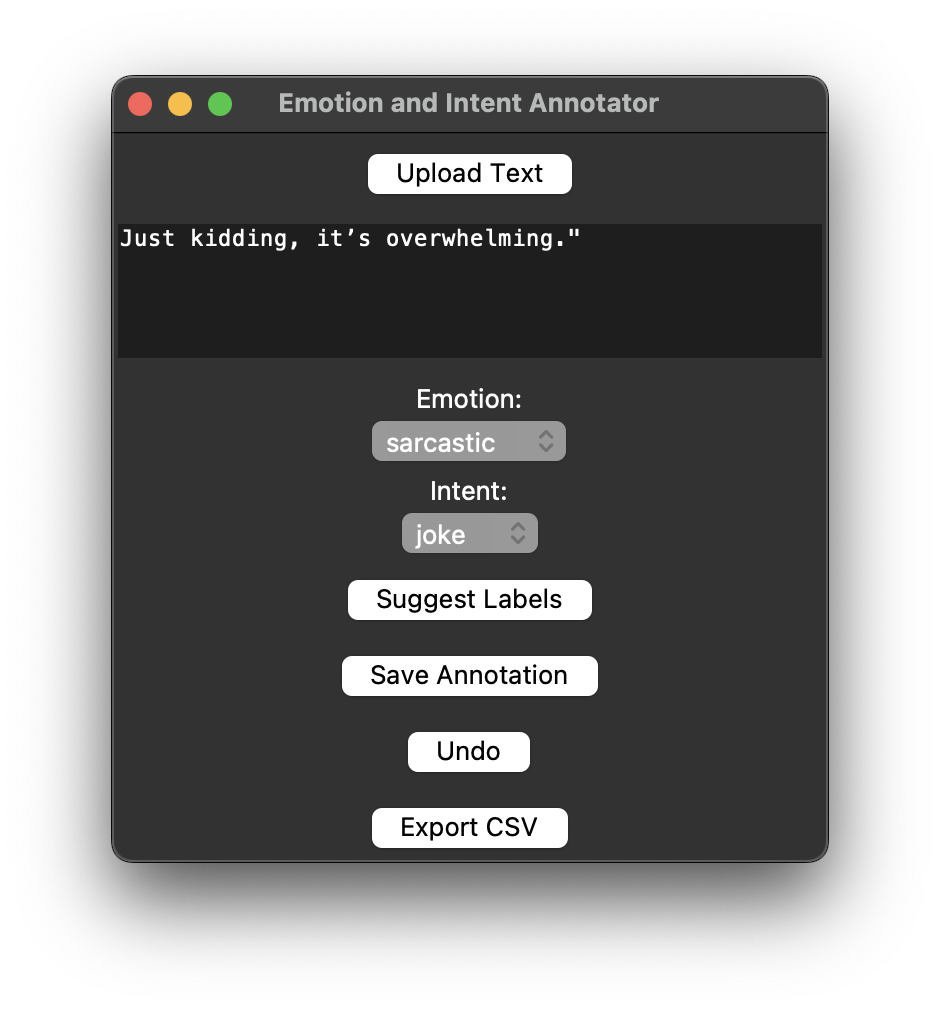 Emotion and Intent Annotator
Upload Text
Just kidding, it’s overwhelming."
Emotion:
sarcastic
Intent:
joke
Suggest Labels
Save Annotation
Undo
Export CSV